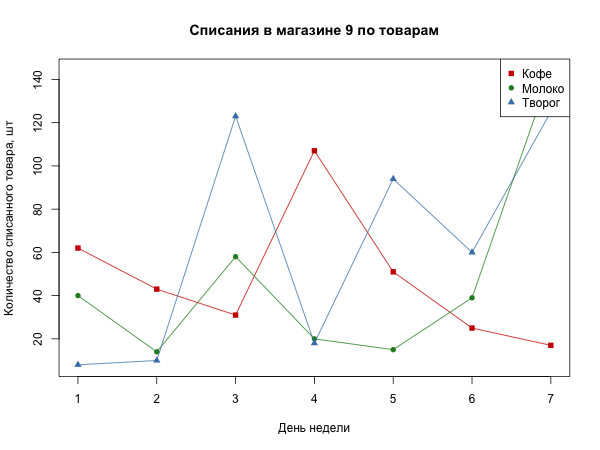 Списания в магазине 9 по товарам
Количество списанного товара, шт
140
120
100
80
60
40
20
Кофе
Молоко
Творог
1 2 3 4 5 6 7
День недели